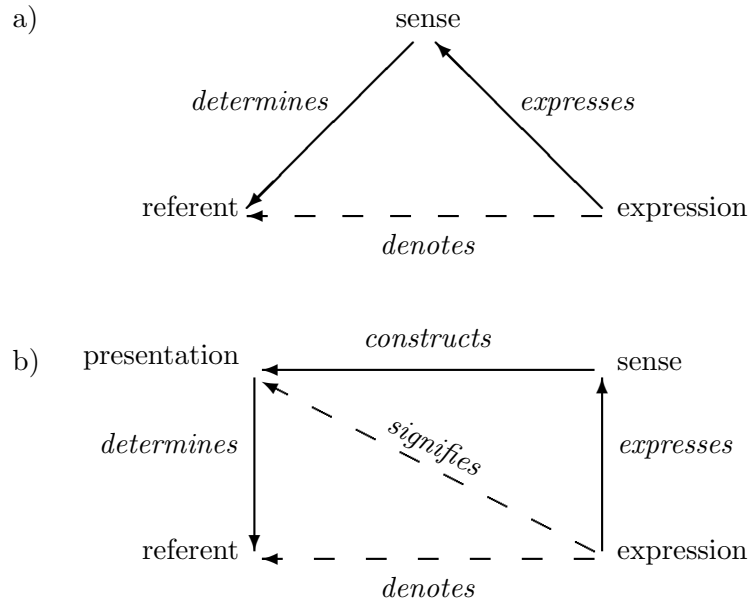 a)
sense
determines
expresses
referent
expression
denotes
b)
presentation
constructs
sense
determines
signifies
expresses
referent
expression
denotes